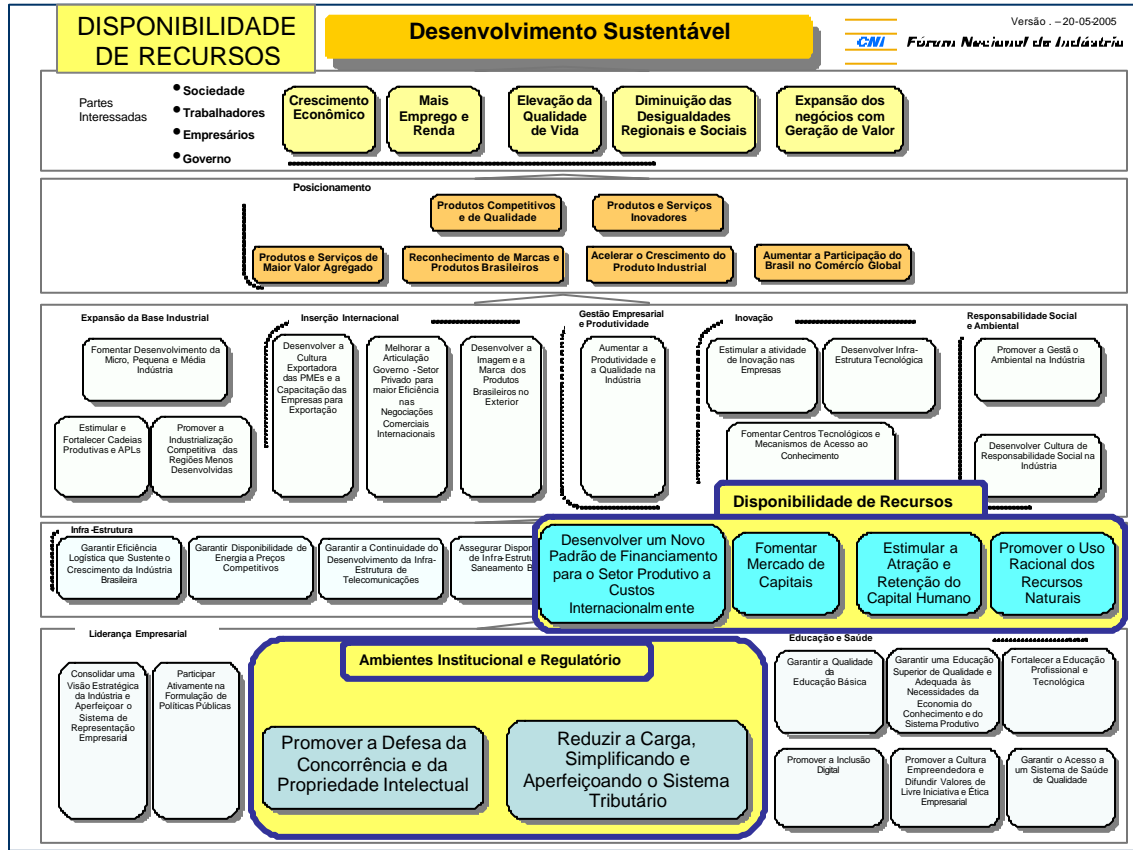 DISPONIBILIDADE
DE RECURSOS
Desenvolvimento Sustentável
Versão . – 20-05-2005
CNI
Fórum Nacional de Indústria
Partes
Interessadas
• Sociedade
• Trabalhadores
• Empresários
• Governo
Crescimento
Econômico
Mais
Emprego e
Renda
Elevação da
Qualidade
de Vida
Diminuição das
Desigualdades
Regionais e Sociais
Expansão dos
negócios com
Geração de Valor
Posicionamento
Produtos Competitivos
e de Qualidade
Produtos e Serviços
Inovadores
Produtos e Serviços de
Maior Valor Agregado
Reconhecimento de Marcas e
Produtos Brasileiros
Acelerar o Crescimento do
Produto Industrial
Aumentar a Participação do
Brasil no Comércio Global
Expansão da Base Industrial
Fomentar Desenvolvimento da
Micro, Pequena e Média
Indústria
Estimular e
Fortalecer Cadeias
Produtivas e APLs
Promover a
Industrialização
Competitiva das
Regiões Menos
Desenvolvidas
Inserção Internacional
Desenvolver a
Cultura
Exportadora
das PMEs e a
Capacitação das
Empresas para
Exportação
Melhorar a
Articulação
Governo -Setor
Privado para
maior Eficiência
nas
Negociações
Comerciais
Internacionais
Desenvolver a
Imagem e a
Marca dos
Produtos
Brasileiros no
Exterior
Gestão Empresarial
e Produtividade
Aumentar a
Produtividade e
a Qualidade na
Indústria
Inovação
Estimular a atividade
de Inovação nas
Empresas
Desenvolver Infra-
Estrutura Tecnológica
Fomentar Centros Tecnológicos e
Mecanismos de Acesso ao
Conhecimento
Responsabilidade Social
e Ambiental
Promover a Gestã o
Ambiental na Indústria
Desenvolver Cultura de
Responsabilidade Social na
Indústria
Infra -Estrutura
Garantir Eficiência
Logística que Sustente o
Crescimento da Indústria
Brasileira
Garantir Disponibilidade de
Energia a Preços
Competitivos
Garantir a Continuidade do
Desenvolvimento da Infra-
Estrutura de
Telecomunicações
Assegurar Dispon
de Infra-Estrutu
Saneamento B
Disponibilidade de Recursos
Desenvolver um Novo
Padrão de Financiamento
para o Setor Produtivo a
Custos
Internacionalm ente
Fomentar
Mercado de
Capitais
Estimular a
Atração e
Retenção do
Capital Humano
Promover o Uso
Racional dos
Recursos
Naturais
Liderança Empresarial
Consolidar uma
Visão Estratégica
da Indústria e
Aperfeiçoar o
Sistema de
Representação
Empresarial
Participar
Ativamente na
Formulação de
Políticas Públicas
Ambientes Institucional e Regulatório
Promover a Defesa da
Concorrência e da
Propriedade Intelectual
Reduzir a Carga,
Simplificando e
Aperfeiçoando o Sistema
Tributário
Educação e Saúde
Garantir a Qualidade
da
Educação Básica
Garantir uma Educação
Superior de Qualidade e
Adequada às
Necessidades da
Economia do
Conhecimento e do
Sistema Produtivo
Fortalecer a Educação
Profissional e
Tecnológica
Promover a Inclusão
Digital
Promover a Cultura
Empreendedora e
Difundir Valores de
Livre Iniciativa e Ética
Empresarial
Garantir o Acesso a
um Sistema de Saúde
de Qualidade